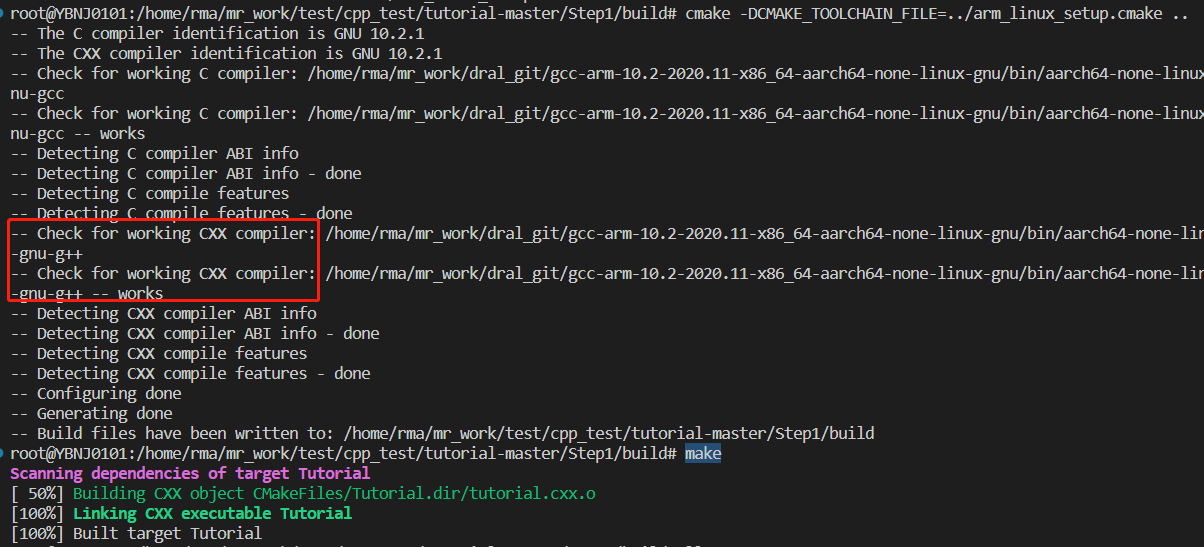 root@YBNJ0101:/home/rma/mr_work/test/cpp_test/tutorial-master/Step1/build# cmake -DCMAKE_TOOLCHAIN_FILE=../arm_linux_setup.cmake ..
-- The C compiler identification is GNU 10.2.1
-- The CXX compiler identification is GNU 10.2.1
-- Check for working C compiler: /home/rma/mr_work/dral_git/gcc-arm-10.2-2020.11-x86_64-aarch64-none-linux-gnu/bin/aarch64-none-linux
nu-gcc
-- Check for working C compiler: /home/rma/mr_work/dral_git/gcc-arm-10.2-2020.11-x86_64-aarch64-none-linux-gnu/bin/aarch64-none-linux
nu-gcc -- works
-- Detecting C compiler ABI info
-- Detecting C compiler ABI info - done
-- Detecting C compile features
-- Detecting C compile features - done
-- Check for working CXX compiler: /home/rma/mr_work/dral_git/gcc-arm-10.2-2020.11-x86_64-aarch64-none-linux-gnu/bin/aarch64-none-lin
-gnu-g++
-- Check for working CXX compiler: /home/rma/mr_work/dral_git/gcc-arm-10.2-2020.11-x86_64-aarch64-none-linux-gnu/bin/aarch64-none-lin
-gnu-g++ -- works
-- Detecting CXX compiler ABI info
-- Detecting CXX compiler ABI info - done
-- Detecting CXX compile features
-- Detecting CXX compile features - done
-- Configuring done
-- Generating done
-- Build files have been written to: /home/rma/mr_work/test/cpp_test/tutorial-master/Step1/build
root@YBNJ0101:/home/rma/mr_work/test/cpp_test/tutorial-master/Step1/build# make
Scanning dependencies of target Tutorial
[ 50%] Building CXX object CMakeFiles/Tutorial.dir/tutorial.cxx.o
[100%] Linking CXX executable Tutorial
[100%] Built target Tutorial